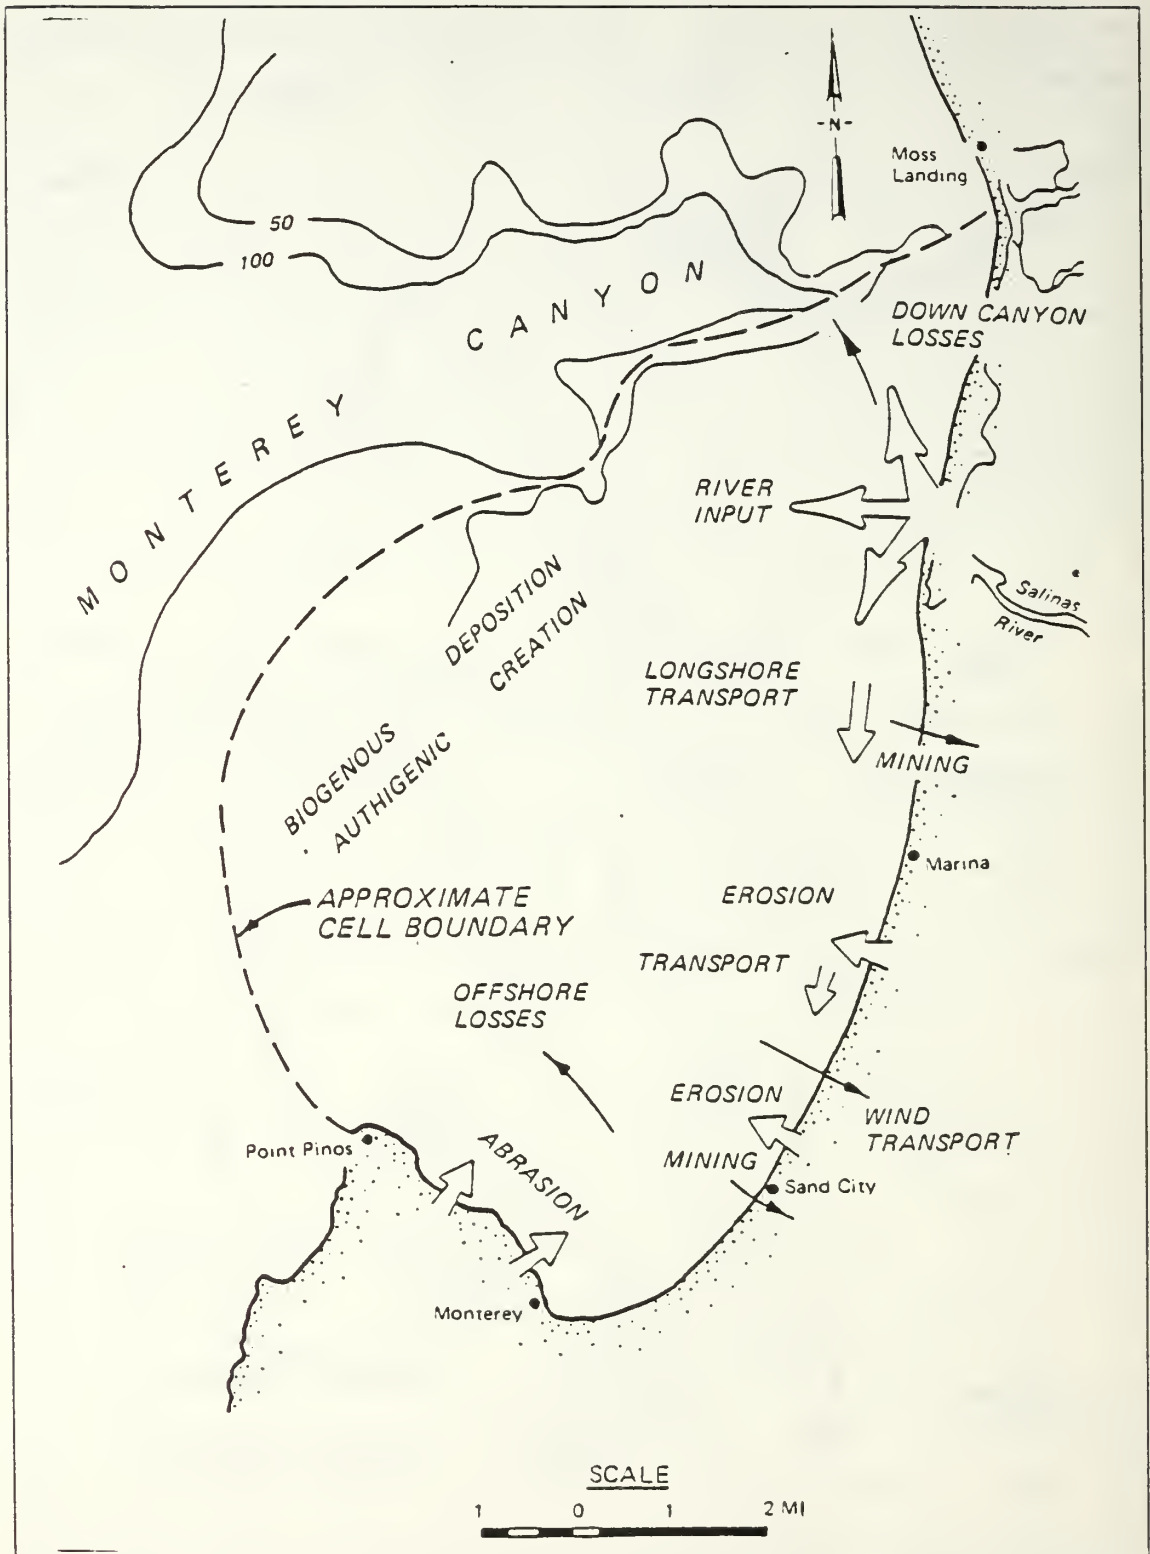 -N-
Moss
Landing
50
100
MONTEREY CANYON
DOWN CANYON
LOSSES
RIVER
INPUT
Salinas
River
DEPOSITION
CREATION
LONGSHORE
TRANSPORT
MINING
BIOGENOUS
AUTHIGENIC
Marina
APPROXIMATE
CELL BOUNDARY
EROSION
TRANSPORT
OFFSHORE
LOSSES
EROSION
WIND
TRANSPORT
Point Pinos
ABRASION
MINING
Sand City
Monterey
SCALE
1 0 1 2 MI